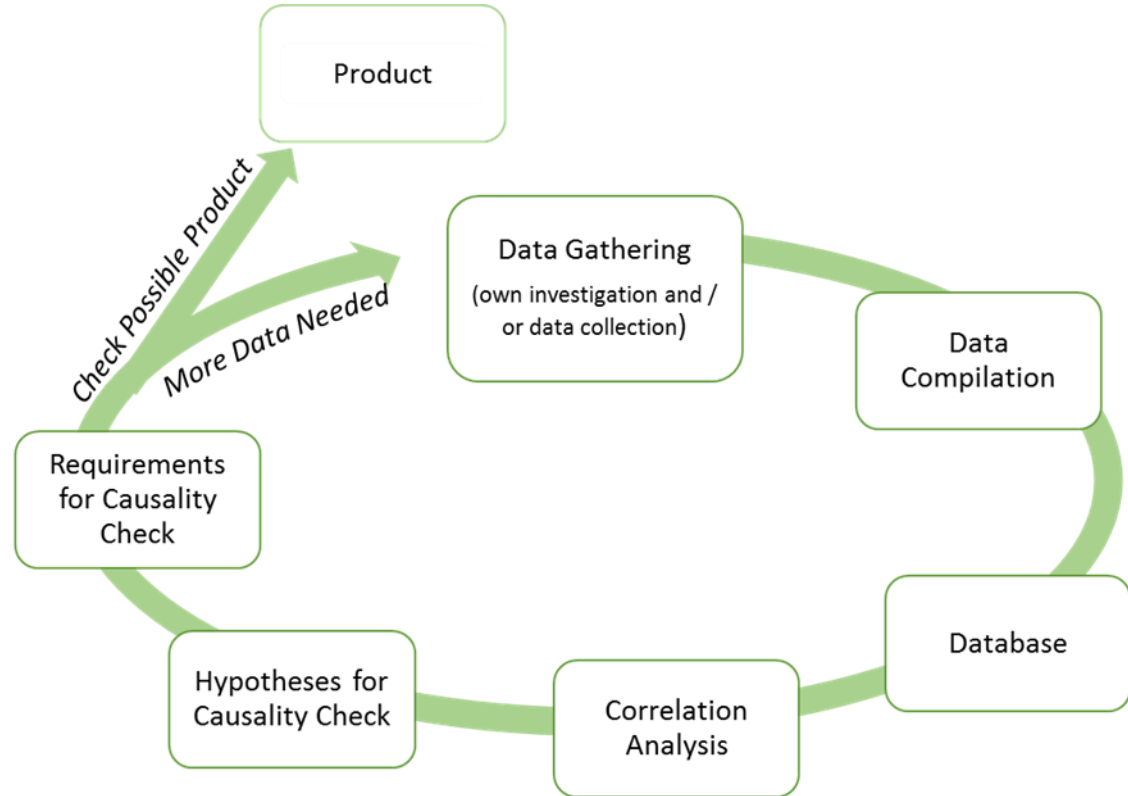 Product
Check Possible Product
More Data Needed
Data Gathering
(own investigation and /
or data collection)
Data
Compilation
Database
Correlation
Analysis
Hypotheses for
Causality Check
Requirements
for Causality
Check